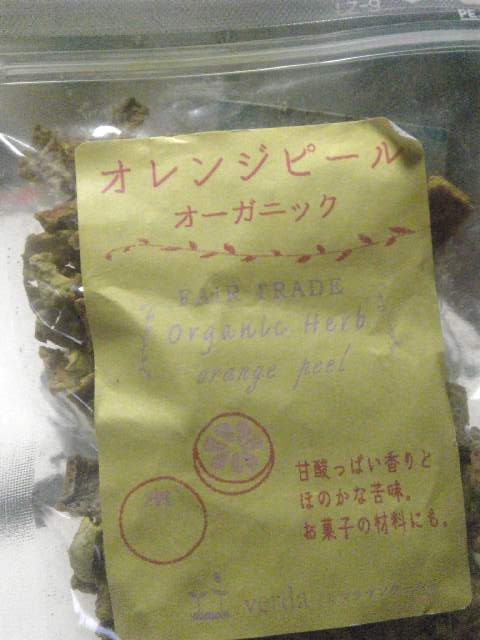 オレンジピール
オーガニック
FAIR TRADE
Organic Herb
orange peel
甘酸っぱい香りと
ほのかな苦味。
お菓子の材料にも。
verda